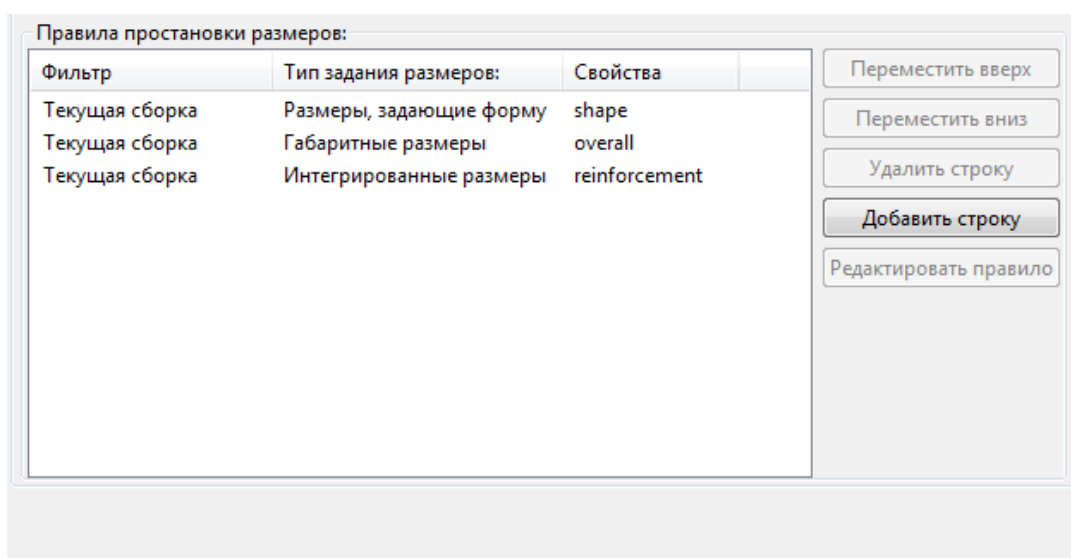 Правила простановки размеров:
Фильтр Тип задания размеров: Свойства
Текущая сборка Размеры, задающие форму shape
Текущая сборка Габаритные размеры overall
Текущая сборка Интегрированные размеры reinforcement
Переместить вверх
Переместить вниз
Удалить строку
Добавить строку
Редактировать правило